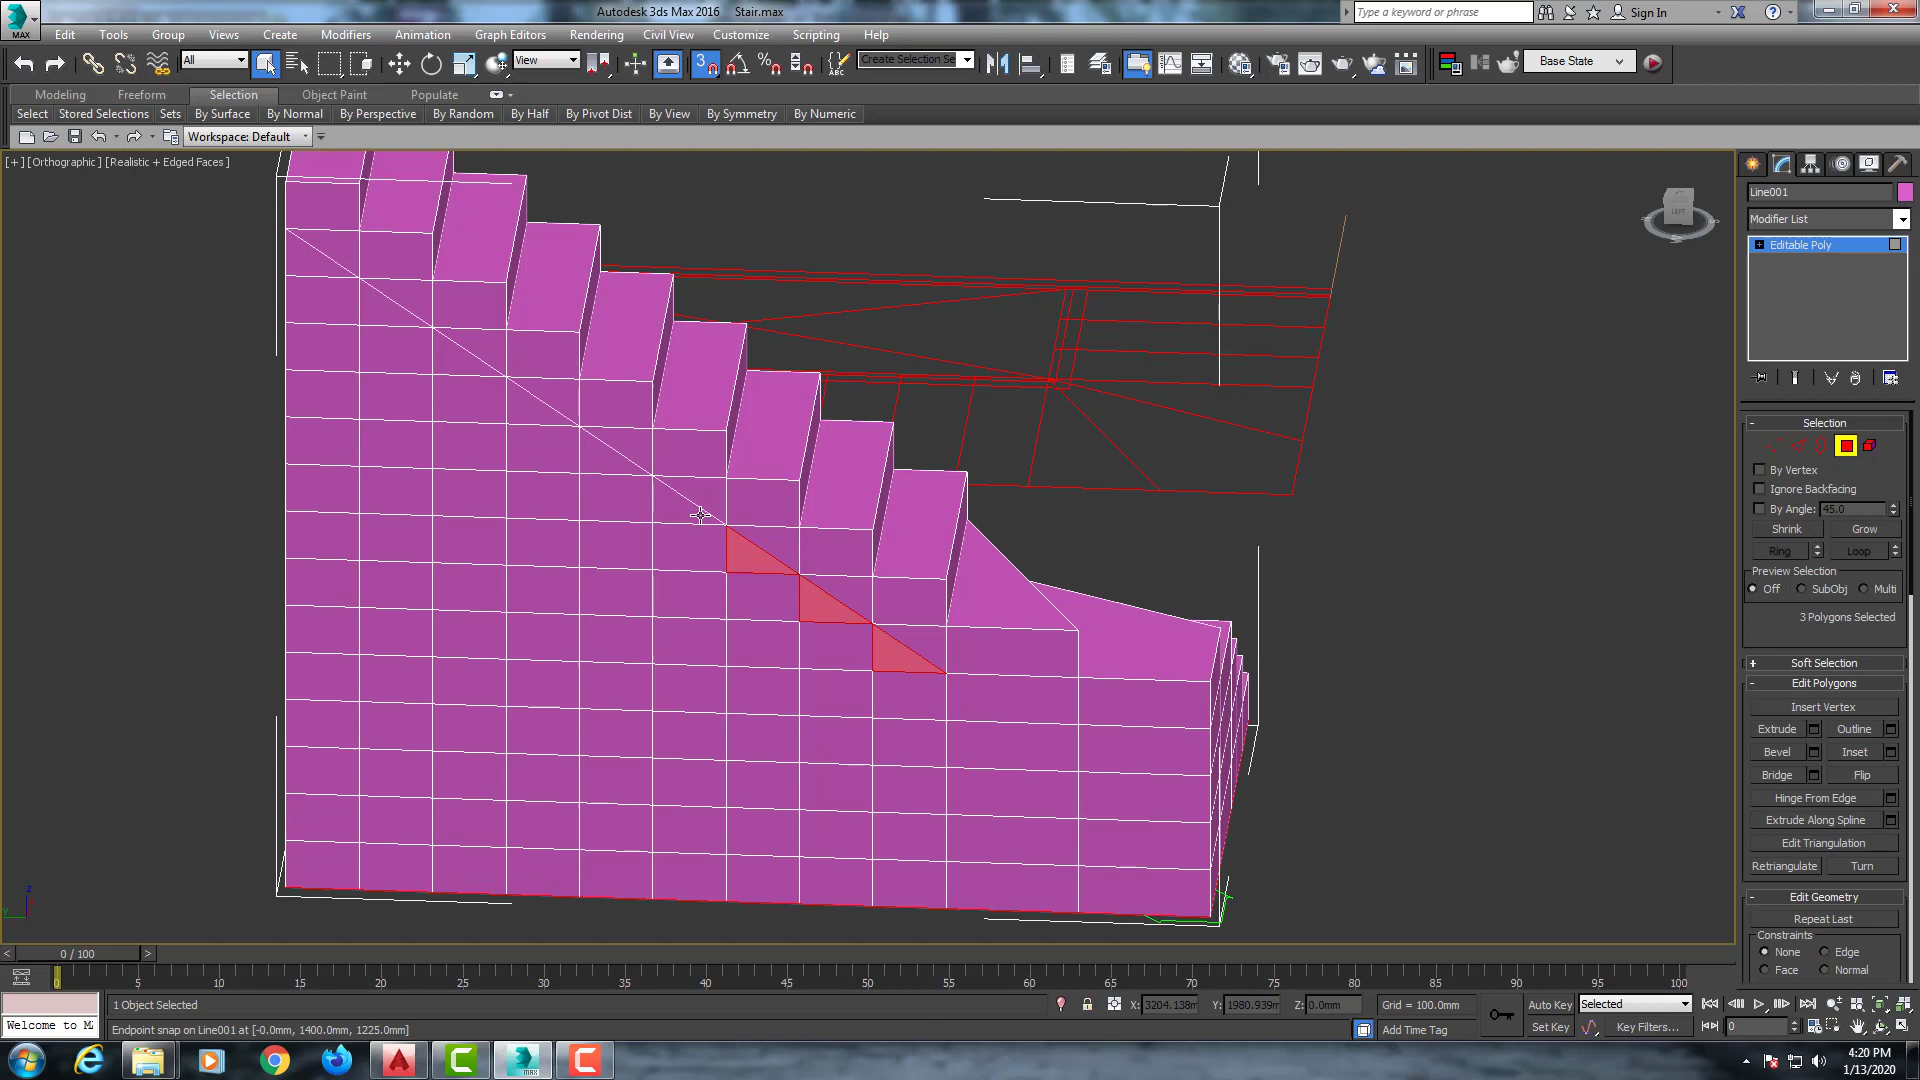 Autodesk 3ds Max 2016 Stair.max
Type a keyword or phrase
Sign In
MAX
Edit Tools Group Views Create Modifiers Animation Graph Editors Rendering Civil View Customize Scripting Help
All
View
3
ABC
Create Selection Se
Base State
Modeling Freeform Selection Object Paint Populate
Select Stored Selections Sets By Surface By Normal By Perspective By Random By Half By Pivot Dist By View By Symmetry By Numeric
Workspace: Default
[+] [Orthographic] [Realistic + Edged Faces]
LEFT
Line001
Modifier List
Editable Poly
Selection
By Vertex
Ignore Backfacing
By Angle: 45.0
Shrink Grow
Ring Loop
Preview Selection
Off SubObj Multi
3 Polygons Selected
Soft Selection
Edit Polygons
Insert Vertex
Extrude Outline
Bevel Inset
Bridge Flip
Hinge From Edge
Extrude Along Spline
Edit Triangulation
Retriangulate Turn
Edit Geometry
Repeat Last
Constraints
None Edge
Face Normal
z
y
0 / 100
0 5 10 15 20 25 30 35 40 45 50 55 60 65 70 75 80 85 90 95 100
1 Object Selected
X: 3204.138m Y: 1980.939m Z: 0.0mm Grid = 100.0mm
Auto Key Selected
Welcome to M
Endpoint snap on Line001 at [-0.0mm, 1400.0mm, 1225.0mm]
Add Time Tag
Set Key Key Filters...
0
4:20 PM
1/13/2020